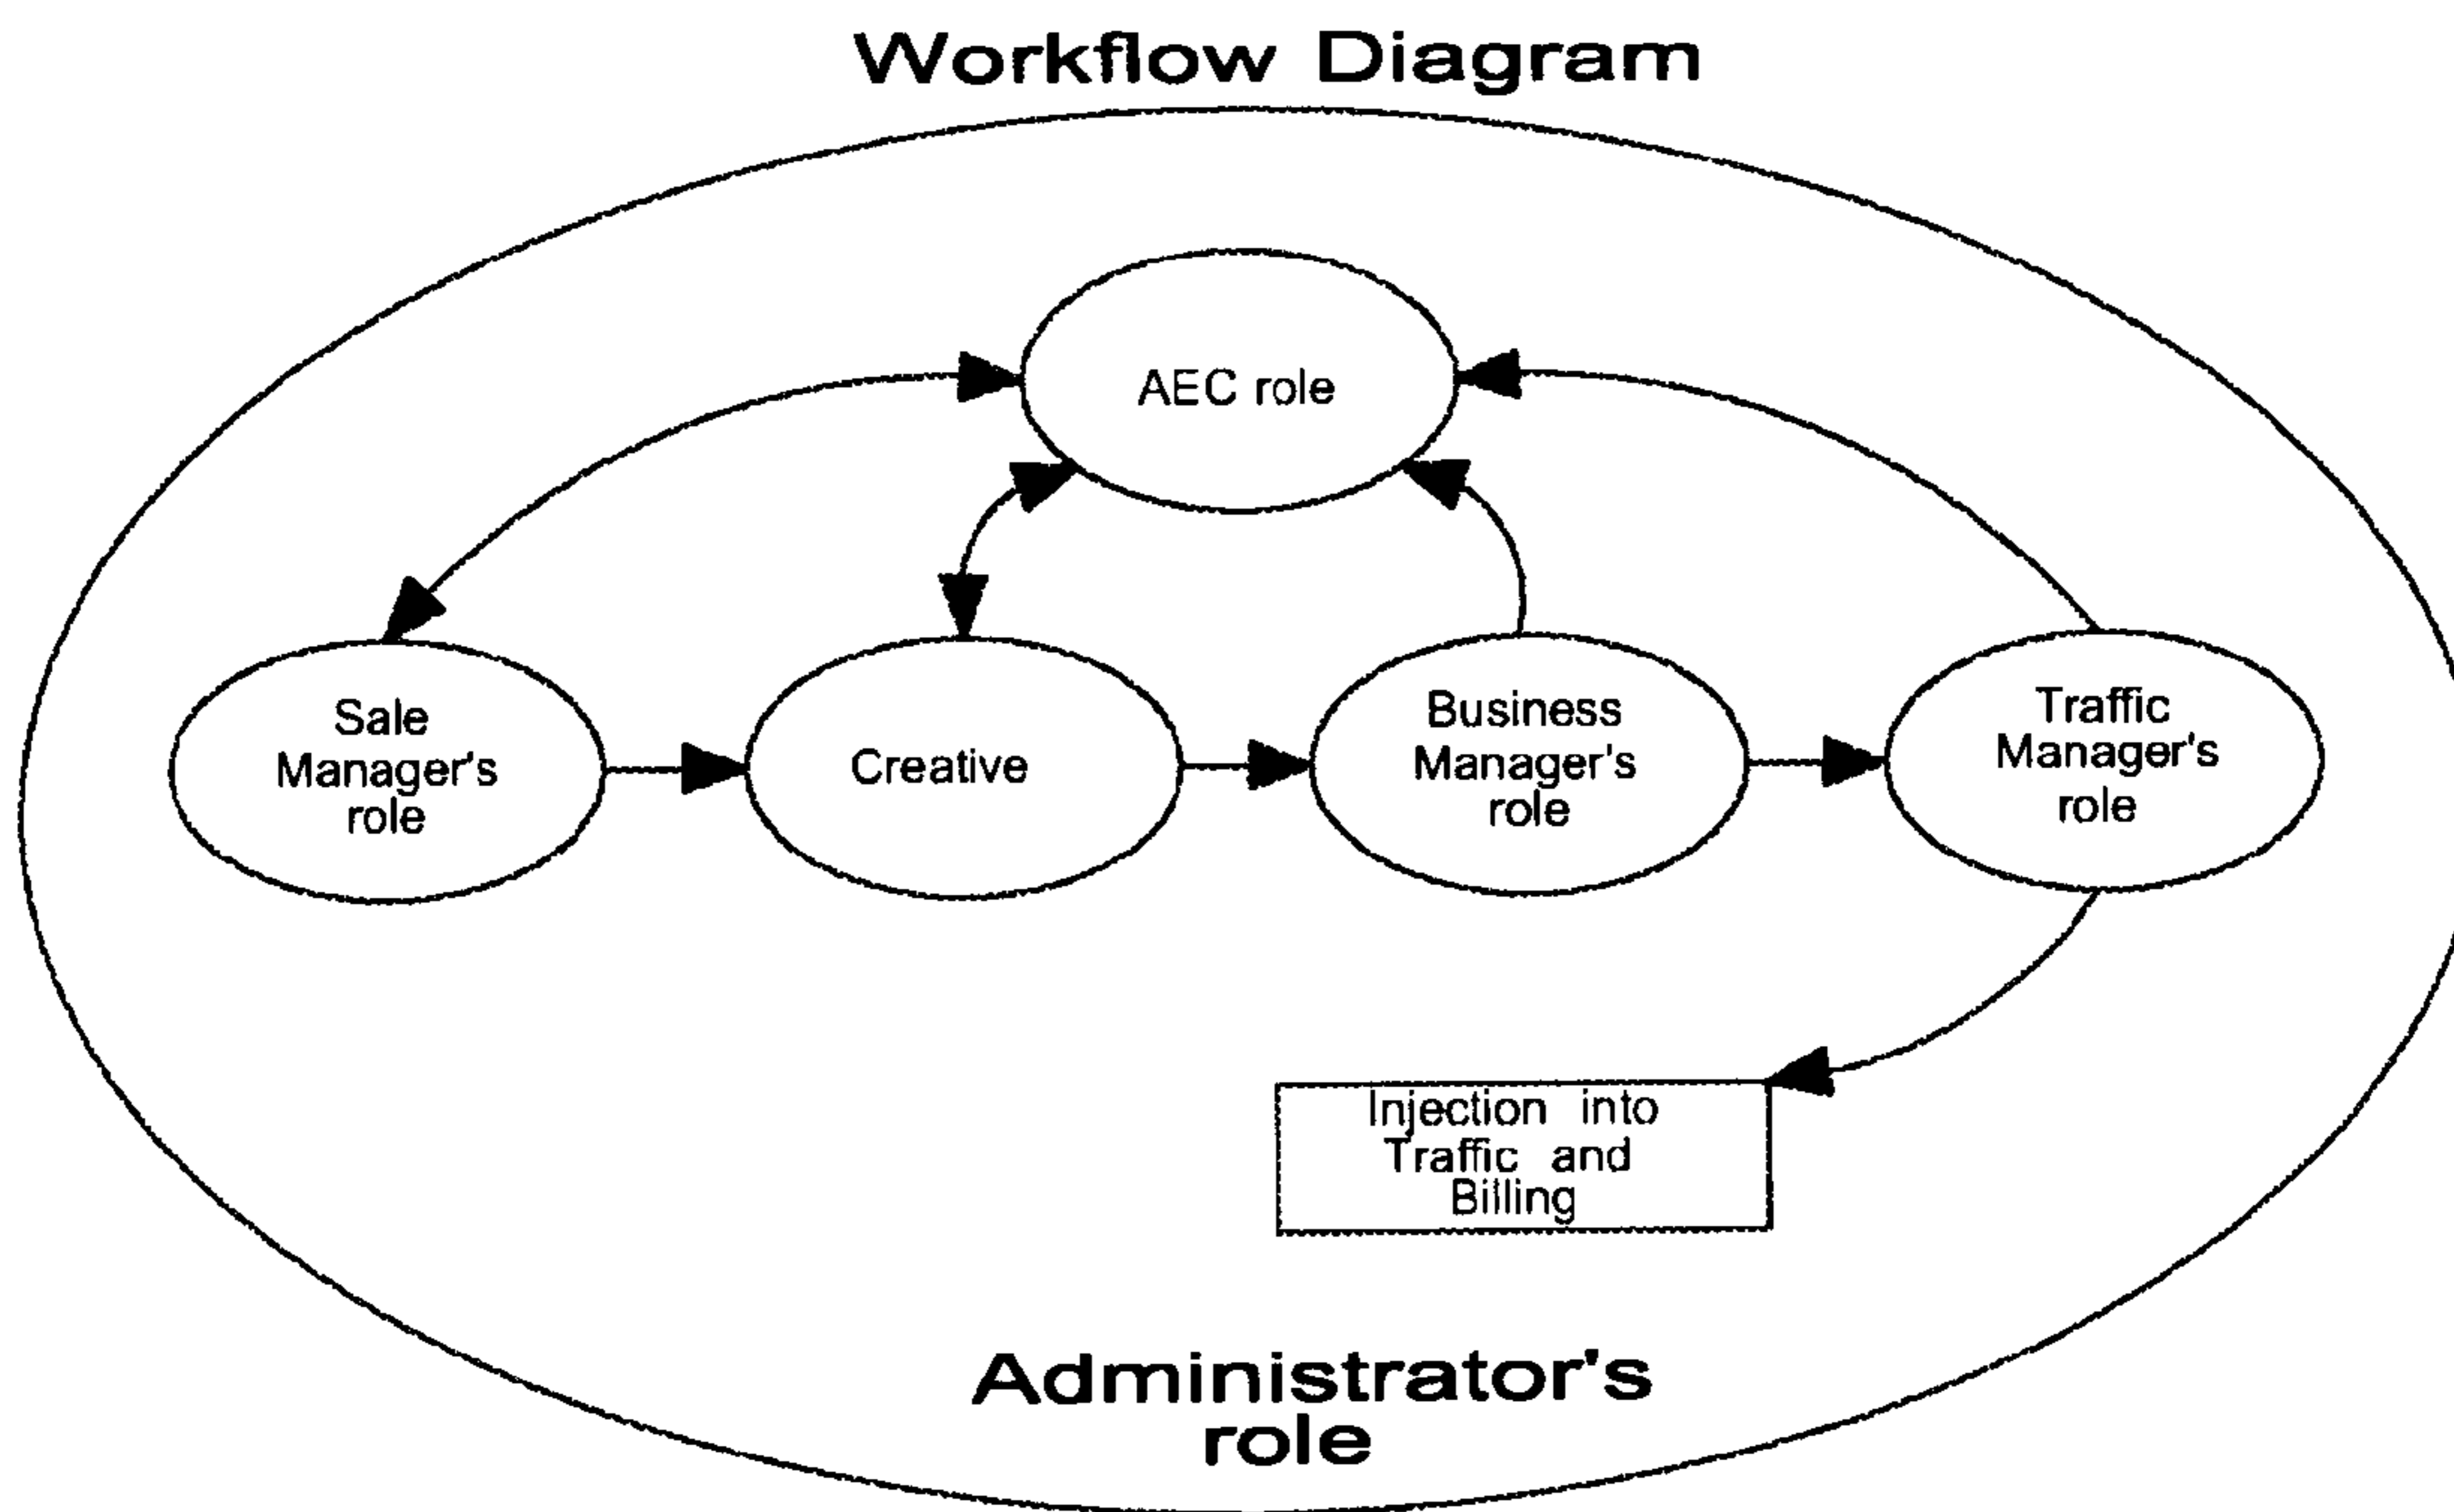 Workflow Diagram
AEC role
Sale
Manager's
role
Creative
Business
Manager's
role
Traffic
Manager's
role
Injection into
Traffic and
Billing
Administrator's
role